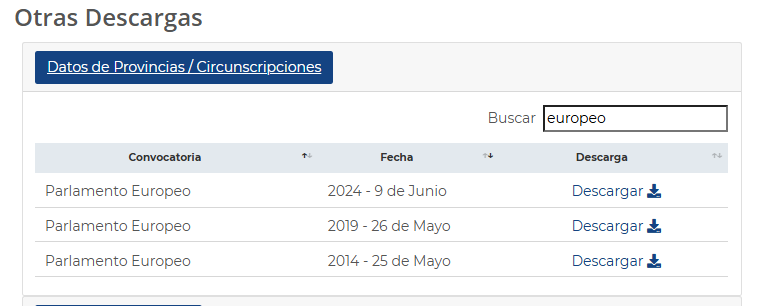 Otras Descargas
Datos de Provincias / Circunscripciones
Buscar europeo
Convocatoria Fecha Descarga
Parlamento Europeo 2024 - 9 de Junio Descargar
Parlamento Europeo 2019 - 26 de Mayo Descargar
Parlamento Europeo 2014 - 25 de Mayo Descargar